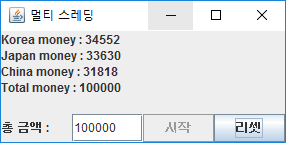 멀티 스레딩
Korea money : 34552
Japan money : 33630
China money : 31818
Total money : 100000
총 금액 : 100000 시작 리셋